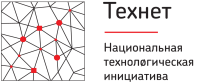 Технет
Национальная
технологическая
инициатива